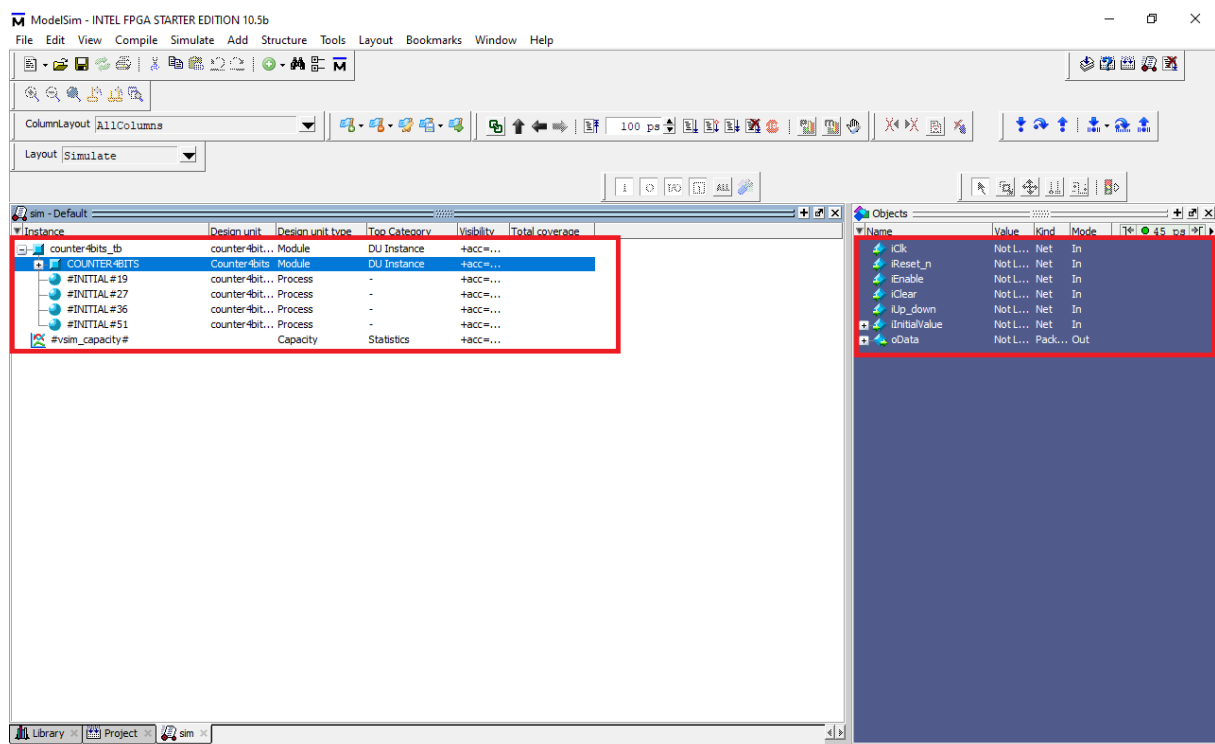 ModelSim - INTEL FPGA STARTER EDITION 10.5b
File Edit View Compile Simulate Add Structure Tools Layout Bookmarks Window Help
ColumnLayout AllColumns
100 ps
Layout Simulate
ALL
sim - Default
Objects
Instance Design unit Design unit type Top Category Visibility Total coverage
Name Value Kind Mode 45 ps
counter4bits_tb counter4bit... Module DU Instance +acc=...
COUNTER4BITS Counter4bits Module DU Instance +acc=...
#INITIAL#19 counter4bit... Process - +acc=...
#INITIAL#27 counter4bit... Process - +acc=...
#INITIAL#36 counter4bit... Process - +acc=...
#INITIAL#51 counter4bit... Process - +acc=...
#vsim_capacity# Capacity Statistics +acc=...
iClk Not L... Net In
iReset_n Not L... Net In
iEnable Not L... Net In
iClear Not L... Net In
iUp_down Not L... Net In
iInitialValue Not L... Net In
oData Not L... Pack... Out
Library Project sim